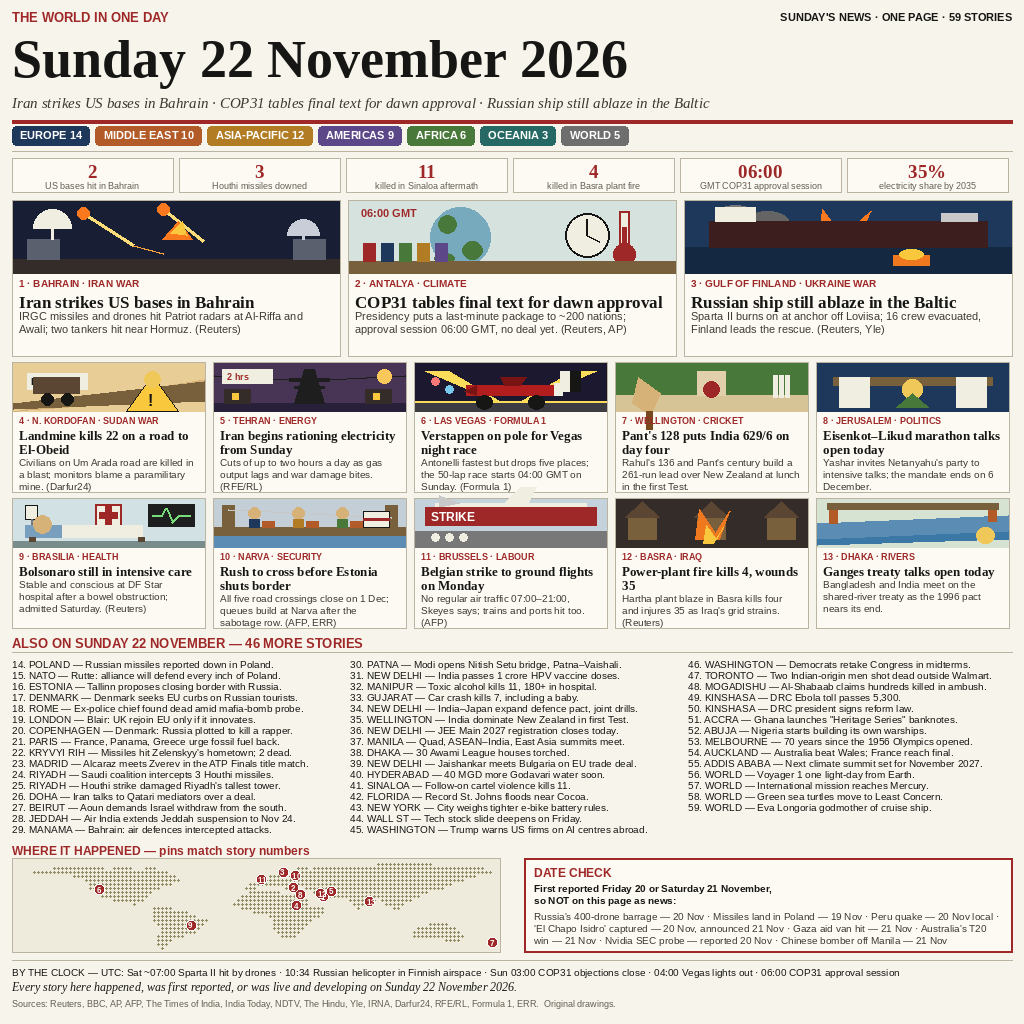 THE WORLD IN ONE DAY
SUNDAY'S NEWS · ONE PAGE · 59 STORIES
Sunday 22 November 2026
Iran strikes US bases in Bahrain · COP31 tables final text for dawn approval · Russian ship still ablaze in the Baltic
EUROPE 14
MIDDLE EAST 10
ASIA-PACIFIC 12
AMERICAS 9
AFRICA 6
OCEANIA 3
WORLD 5
2
US bases hit in Bahrain
3
Houthi missiles downed
11
killed in Sinaloa aftermath
4
killed in Basra plant fire
06:00
GMT COP31 approval session
35%
electricity share by 2035
1 · BAHRAIN · IRAN WAR
Iran strikes US bases in Bahrain
IRGC missiles and drones hit Patriot radars at Al-Riffa and
Awali; two tankers hit near Hormuz. (Reuters)
06:00 GMT
2 · ANTALYA · CLIMATE
COP31 tables final text for dawn approval
Presidency puts a last-minute package to ~200 nations;
approval session 06:00 GMT, no deal yet. (Reuters, AP)
3 · GULF OF FINLAND · UKRAINE WAR
Russian ship still ablaze in the Baltic
Sparta II burns on at anchor off Loviisa; 16 crew evacuated,
Finland leads the rescue. (Reuters, Yle)
!
4 · N. KORDOFAN · SUDAN WAR
Landmine kills 22 on a road to
El-Obeid
Civilians on Um Arada road are killed in
a blast; monitors blame a paramilitary
mine. (Darfur24)
2 hrs
5 · TEHRAN · ENERGY
Iran begins rationing electricity
from Sunday
Cuts of up to two hours a day as gas
output lags and war damage bites.
(RFE/RL)
6 · LAS VEGAS · FORMULA 1
Verstappen on pole for Vegas
night race
Antonelli fastest but drops five places;
the 50-lap race starts 04:00 GMT on
Sunday. (Formula 1)
7 · WELLINGTON · CRICKET
Pant's 128 puts India 629/6 on
day four
Rahul's 136 and Pant's century build a
261-run lead over New Zealand at lunch
in the first Test.
8 · JERUSALEM · POLITICS
Eisenkot–Likud marathon talks
open today
Yashar invites Netanyahu's party to
intensive talks; the mandate ends on 6
December.
9 · BRASILIA · HEALTH
Bolsonaro still in intensive care
Stable and conscious at DF Star
hospital after a bowel obstruction;
admitted Saturday. (Reuters)
10 · NARVA · SECURITY
Rush to cross before Estonia
shuts border
All five road crossings close on 1 Dec;
queues build at Narva after the
sabotage row. (AFP, ERR)
STRIKE
11 · BRUSSELS · LABOUR
Belgian strike to ground flights
on Monday
No regular air traffic 07:00–21:00,
Skeyes says; trains and ports hit too.
(AFP)
12 · BASRA · IRAQ
Power-plant fire kills 4, wounds
35
Hartha plant blaze in Basra kills four
and injures 35 as Iraq's grid strains.
(Reuters)
13 · DHAKA · RIVERS
Ganges treaty talks open today
Bangladesh and India meet on the
shared-river treaty as the 1996 pact
nears its end.
ALSO ON SUNDAY 22 NOVEMBER — 46 MORE STORIES
14. POLAND — Russian missiles reported down in Poland.
15. NATO — Rutte: alliance will defend every inch of Poland.
16. ESTONIA — Tallinn proposes closing border with Russia.
17. DENMARK — Denmark seeks EU curbs on Russian tourists.
18. ROME — Ex-police chief found dead amid mafia-bomb probe.
19. LONDON — Blair: UK rejoin EU only if it innovates.
20. COPENHAGEN — Denmark: Russia plotted to kill a rapper.
21. PARIS — France, Panama, Greece urge fossil fuel back.
22. KRYVYI RIH — Missiles hit Zelenskyy's hometown; 2 dead.
23. MADRID — Alcaraz meets Zverev in the ATP Finals title match.
24. RIYADH — Saudi coalition intercepts 3 Houthi missiles.
25. RIYADH — Houthi strike damaged Riyadh's tallest tower.
26. DOHA — Iran talks to Qatari mediators over a deal.
27. BEIRUT — Aoun demands Israel withdraw from the south.
28. JEDDAH — Air India extends Jeddah suspension to Nov 24.
29. MANAMA — Bahrain: air defences intercepted attacks.
30. PATNA — Modi opens Nitish Setu bridge, Patna–Vaishali.
31. NEW DELHI — India passes 1 crore HPV vaccine doses.
32. MANIPUR — Toxic alcohol kills 11, 180+ in hospital.
33. GUJARAT — Car crash kills 7, including a baby.
34. NEW DELHI — India–Japan expand defence pact, joint drills.
35. WELLINGTON — India dominate New Zealand in first Test.
36. NEW DELHI — JEE Main 2027 registration closes today.
37. MANILA — Quad, ASEAN–India, East Asia summits meet.
38. DHAKA — 30 Awami League houses torched.
39. NEW DELHI — Jaishankar meets Bulgaria on EU trade deal.
40. HYDERABAD — 40 MGD more Godavari water soon.
41. SINALOA — Follow-on cartel violence kills 11.
42. FLORIDA — Record St. Johns floods near Cocoa.
43. NEW YORK — City weighs tighter e-bike battery rules.
44. WALL ST — Tech stock slide deepens on Friday.
45. WASHINGTON — Trump warns US firms on AI centres abroad.
46. WASHINGTON — Democrats retake Congress in midterms.
47. TORONTO — Two Indian-origin men shot dead outside Walmart.
48. MOGADISHU — Al-Shabaab claims hundreds killed in ambush.
49. KINSHASA — DRC Ebola toll passes 5,300.
50. KINSHASA — DRC president signs reform law.
51. ACCRA — Ghana launches "Heritage Series" banknotes.
52. ABUJA — Nigeria starts building its own warships.
53. MELBOURNE — 70 years since the 1956 Olympics opened.
54. AUCKLAND — Australia beat Wales; France reach final.
55. ADDIS ABABA — Next climate summit set for November 2027.
56. WORLD — Voyager 1 one light-day from Earth.
57. WORLD — International mission reaches Mercury.
58. WORLD — Green sea turtles move to Least Concern.
59. WORLD — Eva Longoria godmother of cruise ship.
WHERE IT HAPPENED — pins match story numbers
6
9
11
3
2
8
4
5
7
DATE CHECK
First reported Friday 20 or Saturday 21 November,
so NOT on this page as news:
Russia's 400-drone barrage — 20 Nov · Missiles land in Poland — 19 Nov · Peru quake — 20 Nov local ·
'El Chapo Isidro' captured — 20 Nov, announced 21 Nov · Gaza aid van hit — 21 Nov · Australia's T20
win — 21 Nov · Nvidia SEC probe — reported 20 Nov · Chinese bomber off Manila — 21 Nov
BY THE CLOCK — UTC: Sat ~07:00 Sparta II hit by drones · 10:34 Russian helicopter in Finnish airspace · Sun 03:00 COP31 objections close · 04:00 Vegas lights out · 06:00 COP31 approval session
Every story here happened, was first reported, or was live and developing on Sunday 22 November 2026.
Sources: Reuters, BBC, AP, AFP, The Times of India, India Today, NDTV, The Hindu, Yle, IRNA, Darfur24, RFE/RL, Formula 1, ERR. Original drawings.